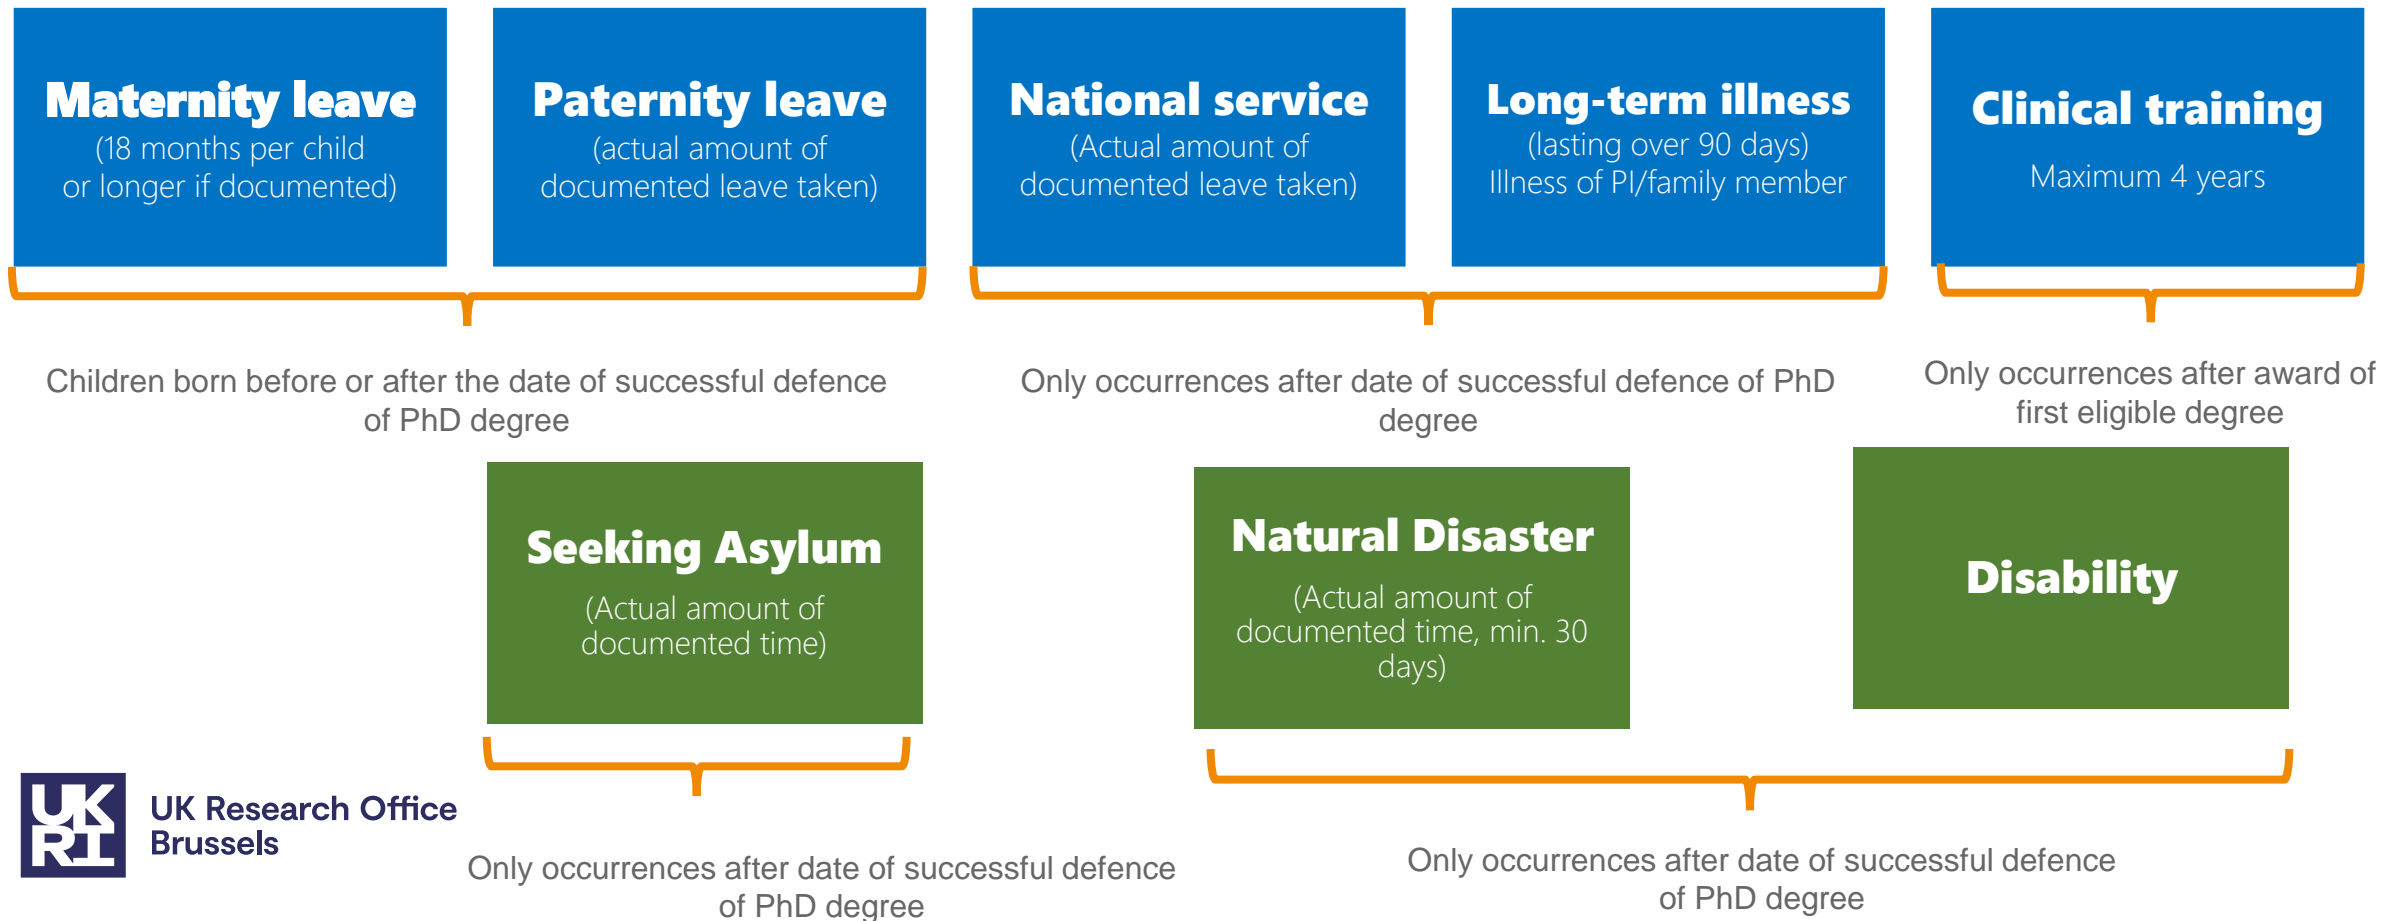 Maternity leave
(18 months per child
or longer if documented)
Paternity leave
(actual amount of
documented leave taken)
National service
(Actual amount of
documented leave taken)
Long-term illness
(lasting over 90 days)
Illness of PI/family member
Clinical training
Maximum 4 years
Children born before or after the date of successful defence
of PhD degree
Only occurrences after date of successful defence of PhD
degree
Only occurrences after award of
first eligible degree
Seeking Asylum
(Actual amount of
documented time)
Natural Disaster
(Actual amount of
documented time, min. 30
days)
Disability
Only occurrences after date of successful defence
of PhD degree
Only occurrences after date of successful defence
of PhD degree
UK
RI
UK Research Office
Brussels